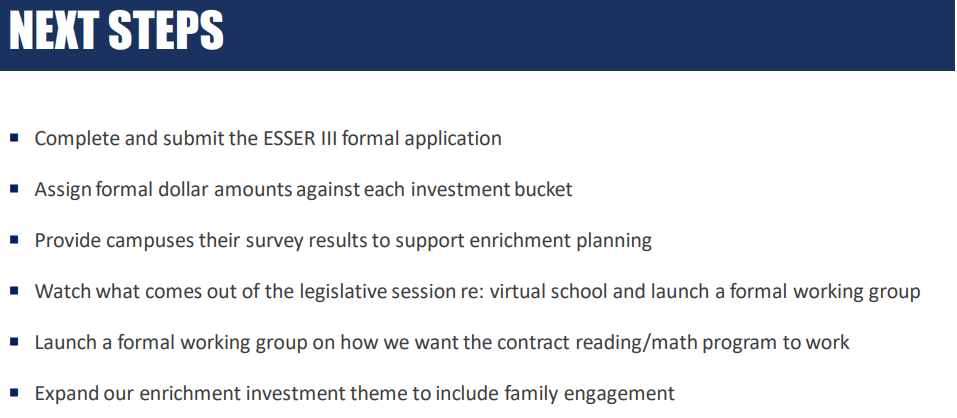 NEXT STEPS
▪ Complete and submit the ESSER III formal application
▪ Assign formal dollar amounts against each investment bucket
▪ Provide campuses their survey results to support enrichment planning
▪ Watch what comes out of the legislative session re: virtual school and launch a formal working group
▪ Launch a formal working group on how we want the contract reading/math program to work
▪ Expand our enrichment investment theme to include family engagement